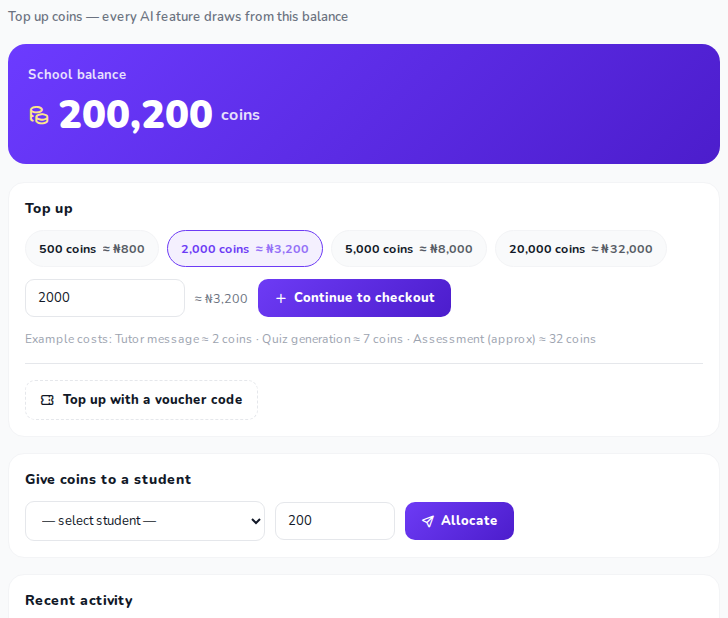 Top up coins — every AI feature draws from this balance
School balance
200,200 coins
Top up
500 coins ≈ ₦800
2,000 coins ≈ ₦3,200
5,000 coins ≈ ₦8,000
20,000 coins ≈ ₦32,000
2000
≈ ₦3,200
+ Continue to checkout
Example costs: Tutor message ≈ 2 coins · Quiz generation ≈ 7 coins · Assessment (approx) ≈ 32 coins
Top up with a voucher code
Give coins to a student
— select student —
200
Allocate
Recent activity